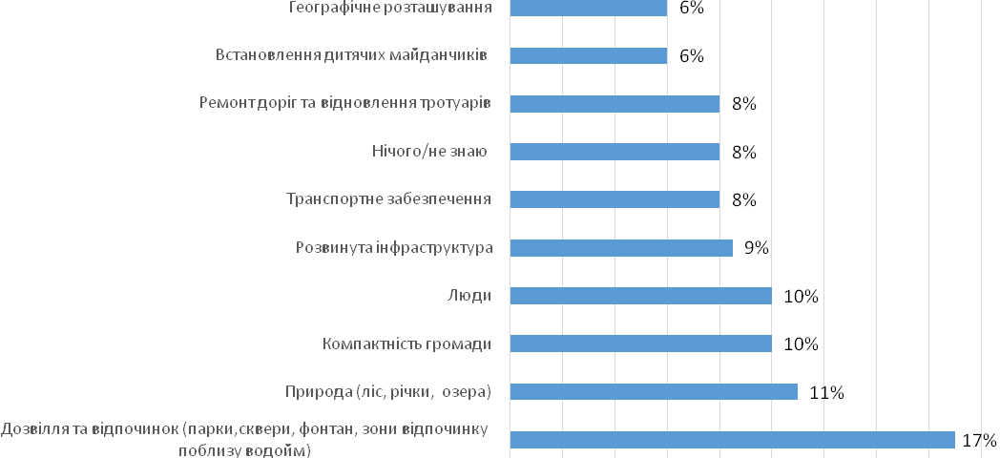 Географічне розташування 6%
Встановлення дитячих майданчиків 6%
Ремонт доріг та відновлення тротуарів 8%
Нічого/не знаю 8%
Транспортне забезпечення 8%
Розвинута інфраструктура 9%
Люди 10%
Компактність громади 10%
Природа (ліс, річки, озера) 11%
Дозвілля та відпочинок (парки,сквери, фонтан, зони відпочинку
поблизу водойм) 17%